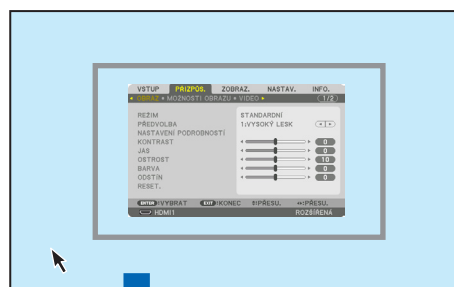 VSTUP PŘIZPŮS. ZOBRAZ. NASTAV. INFO.
• OBRAZ • MOŽNOSTI OBRAZU • VIDEO • (1/2)
REŽIM STANDARDNÍ
PŘEDVOLBA 1:VYSOKÝ LESK
NASTAVENÍ PODROBNOSTÍ
KONTRAST 0
JAS 0
OSTROST 10
BARVA 0
ODSTÍN 0
RESET.
ENTER:VYBRAT EXIT:KONEC ↕:PŘESU. ↔:PŘESU.
HDMI1 ROZŠÍŘENÁ